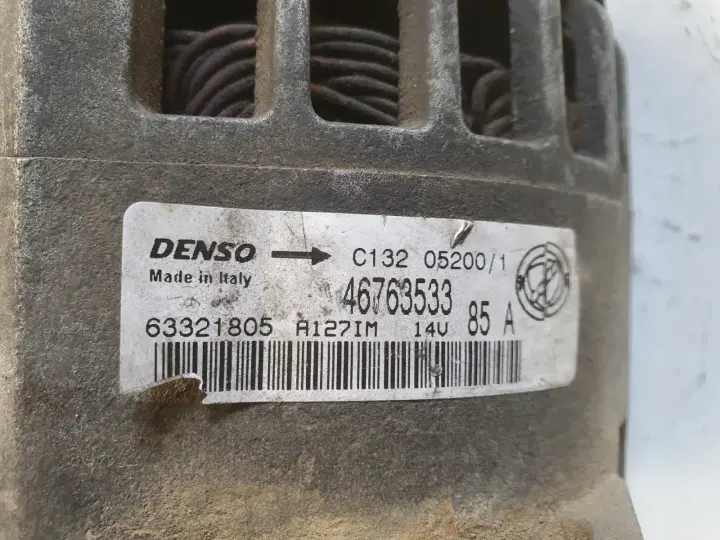 DENSO → C132 05200/1
Made in Italy
46763533
63321805 A127IM 14V 85 A